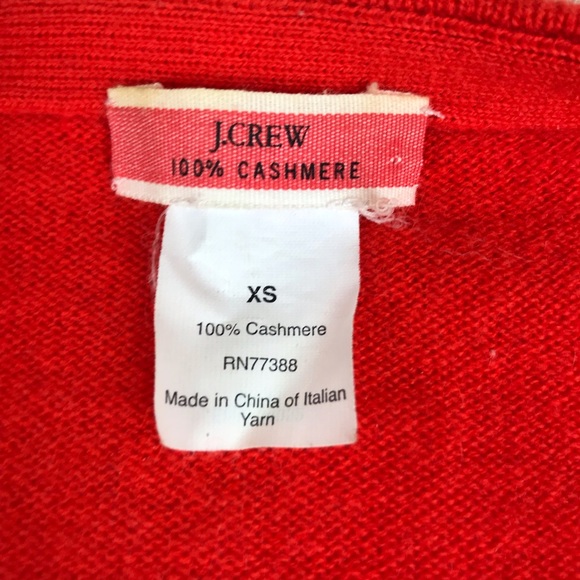 J.CREW
100% CASHMERE
XS
100% Cashmere
RN77388
Made in China of Italian
Yarn